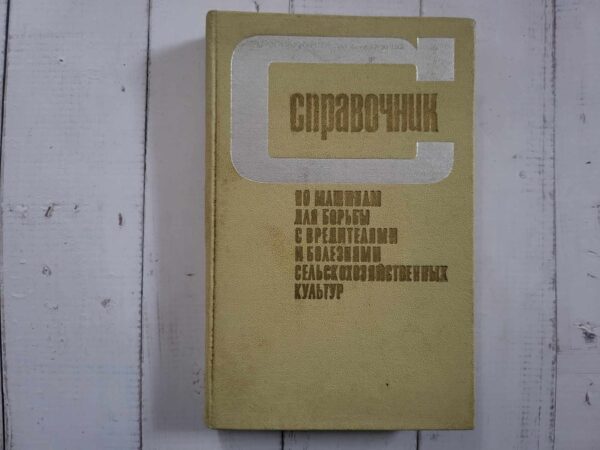 С
Справочник
по машинам
для борьбы
с вредителями
и болезнями
сельскохозяйственных
культур